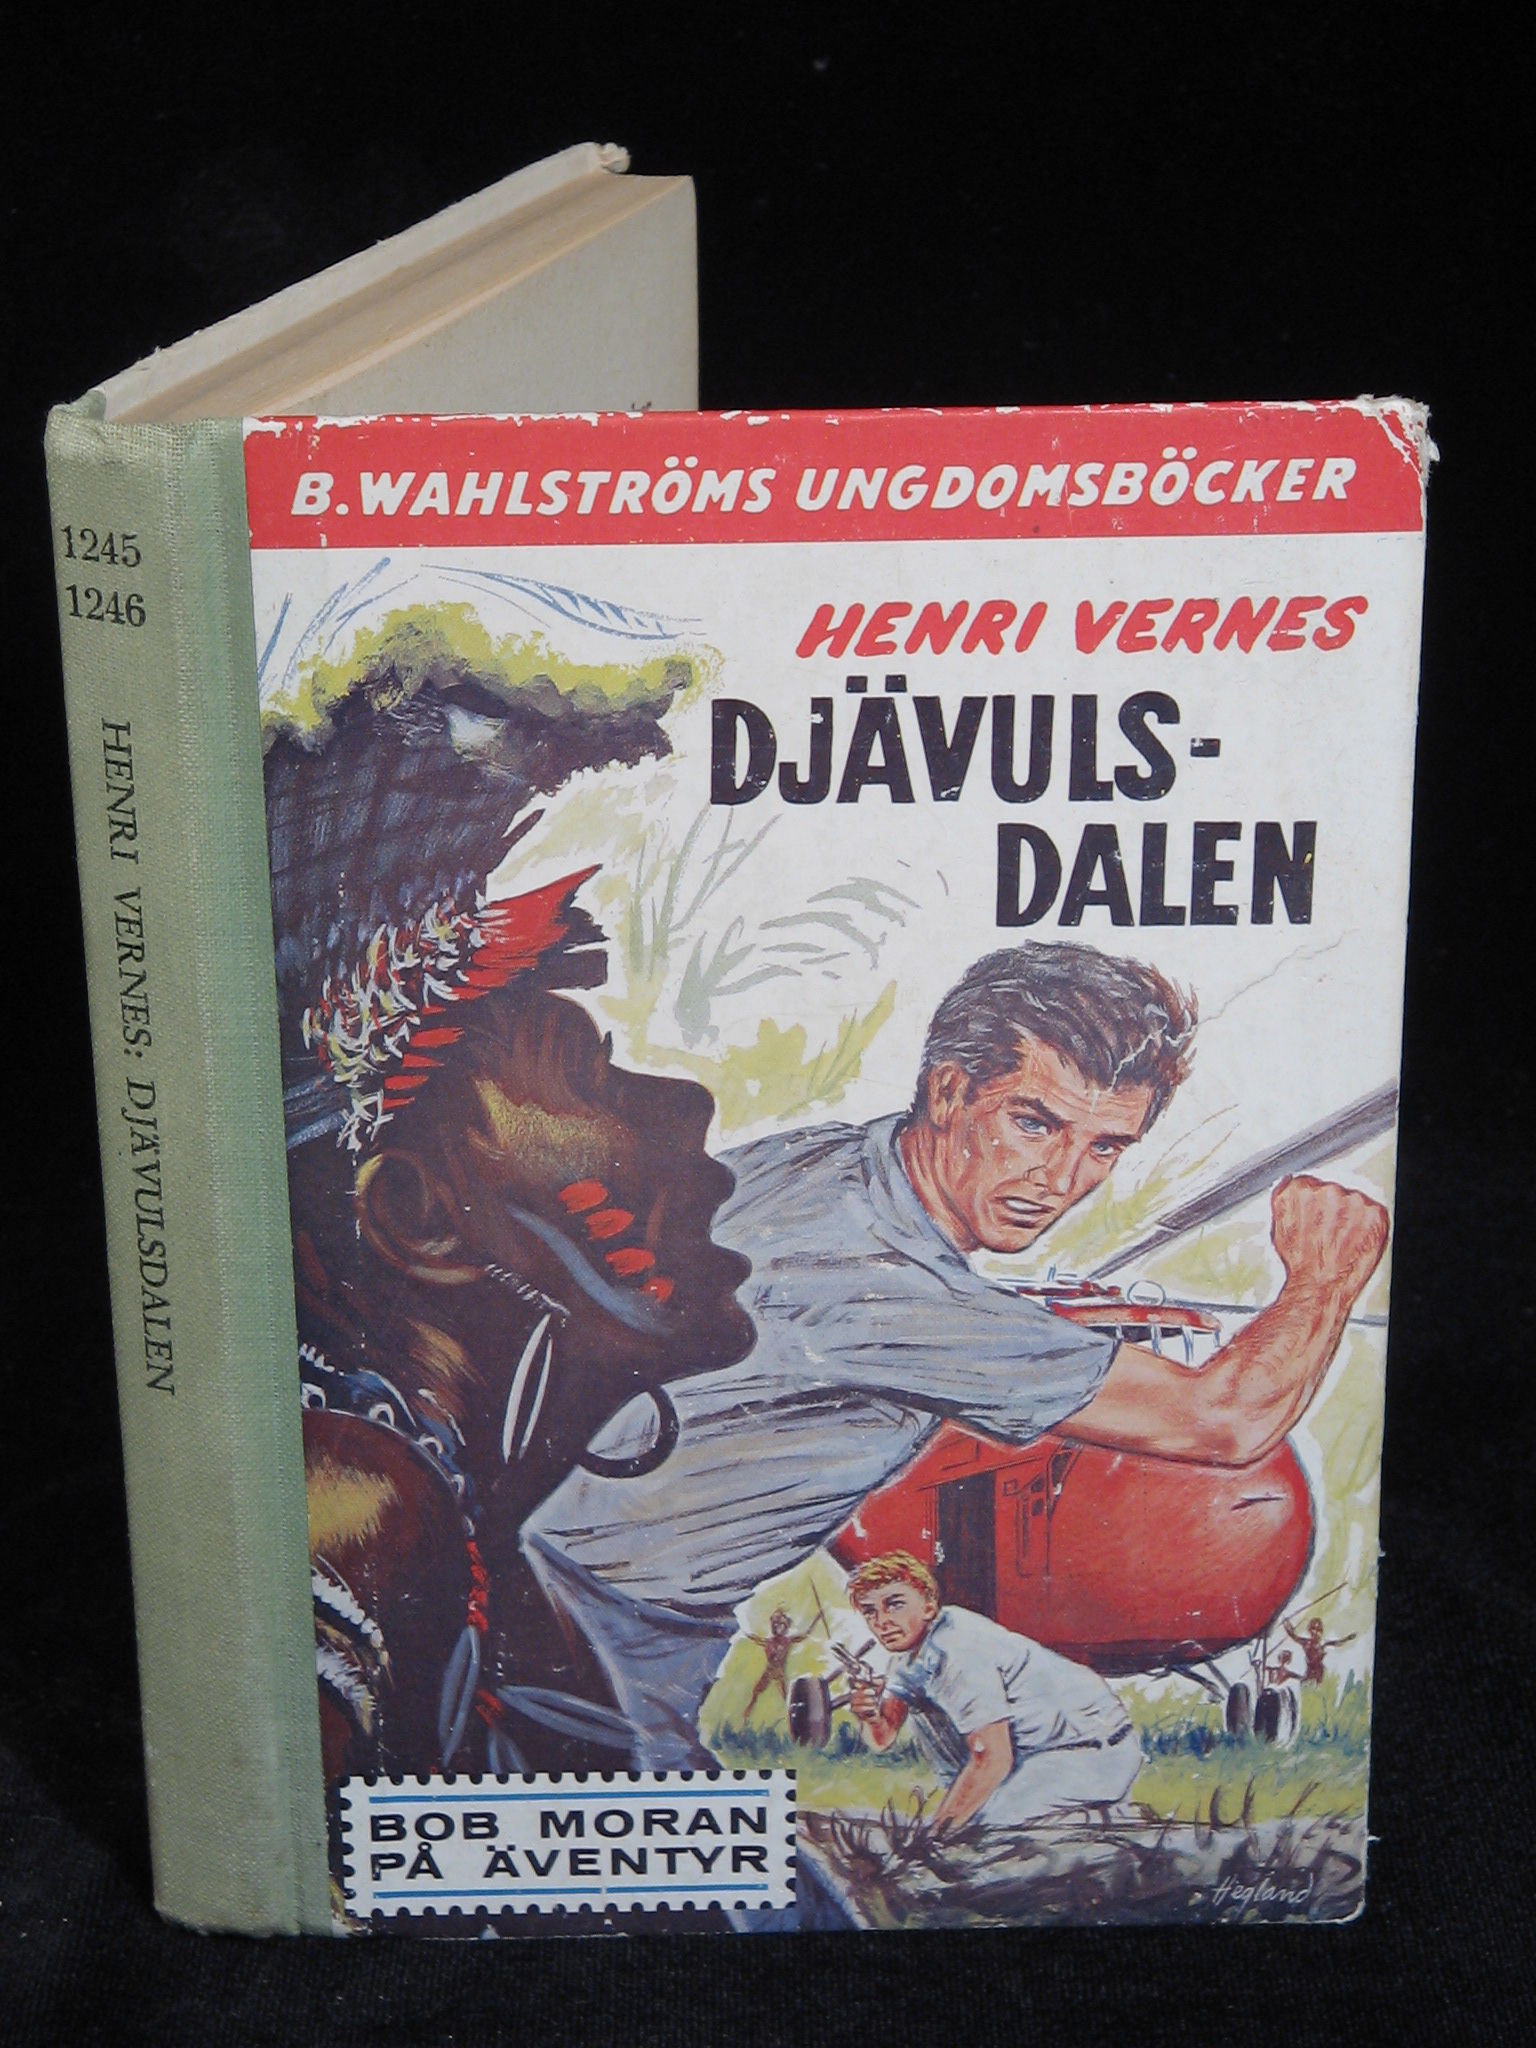 B. WAHLSTRÖMS UNGDOMSBÖCKER
1245
1246
HENRI VERNES: DJÄVULSDALEN
HENRI VERNES
DJÄVULS-
DALEN
BOB MORAN
PÅ ÄVENTYR
Hegland